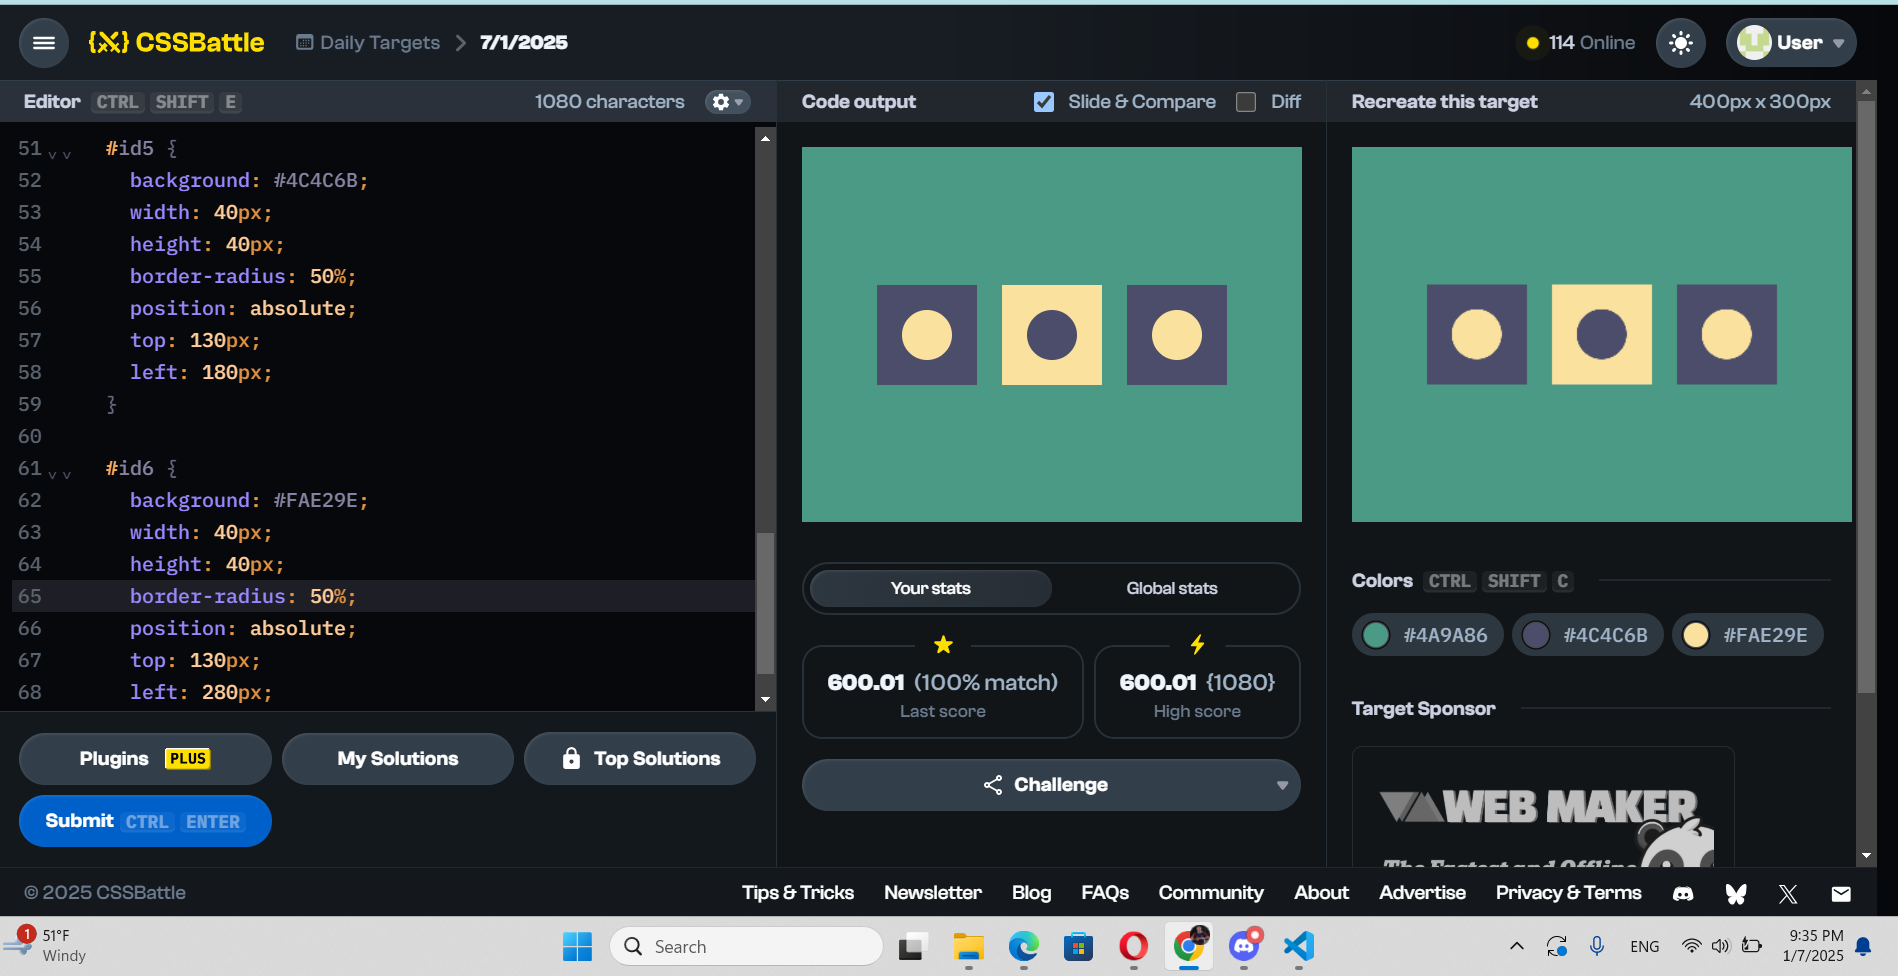 CSSBattle
Daily Targets
7/1/2025
114 Online
User
Editor CTRL SHIFT E
1080 characters
Code output
Slide & Compare
Diff
Recreate this target
400px x 300px
51 #id5 {
52 background: #4C4C6B;
53 width: 40px;
54 height: 40px;
55 border-radius: 50%;
56 position: absolute;
57 top: 130px;
58 left: 180px;
59 }
60
61 #id6 {
62 background: #FAE29E;
63 width: 40px;
64 height: 40px;
65 border-radius: 50%;
66 position: absolute;
67 top: 130px;
68 left: 280px;
Plugins PLUS
My Solutions
Top Solutions
Submit CTRL ENTER
Your stats
Global stats
600.01 (100% match)
Last score
600.01 {1080}
High score
Challenge
Colors CTRL SHIFT C
#4A9A86
#4C4C6B
#FAE29E
Target Sponsor
WEB MAKER
The Fastest and Offline
© 2025 CSSBattle
Tips & Tricks
Newsletter
Blog
FAQs
Community
About
Advertise
Privacy & Terms
1
51°F
Windy
Search
ENG
9:35 PM
1/7/2025